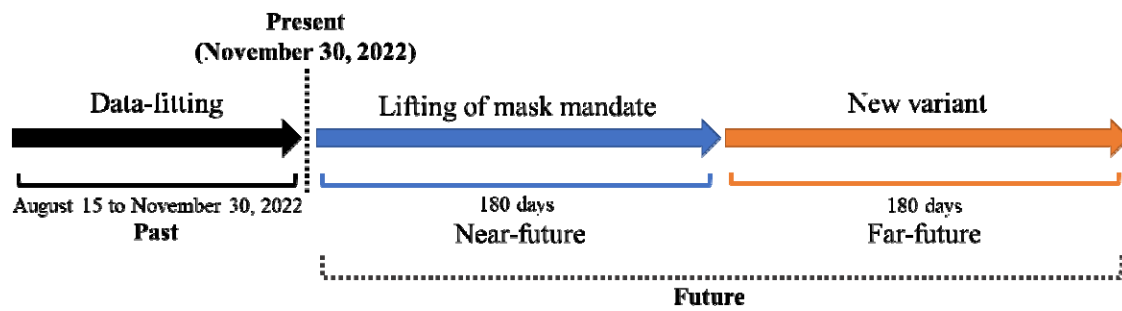 Present
(November 30, 2022)
Data-fitting
Lifting of mask mandate
New variant
August 15 to November 30, 2022
180 days
180 days
Past
Near-future
Far-future
Future